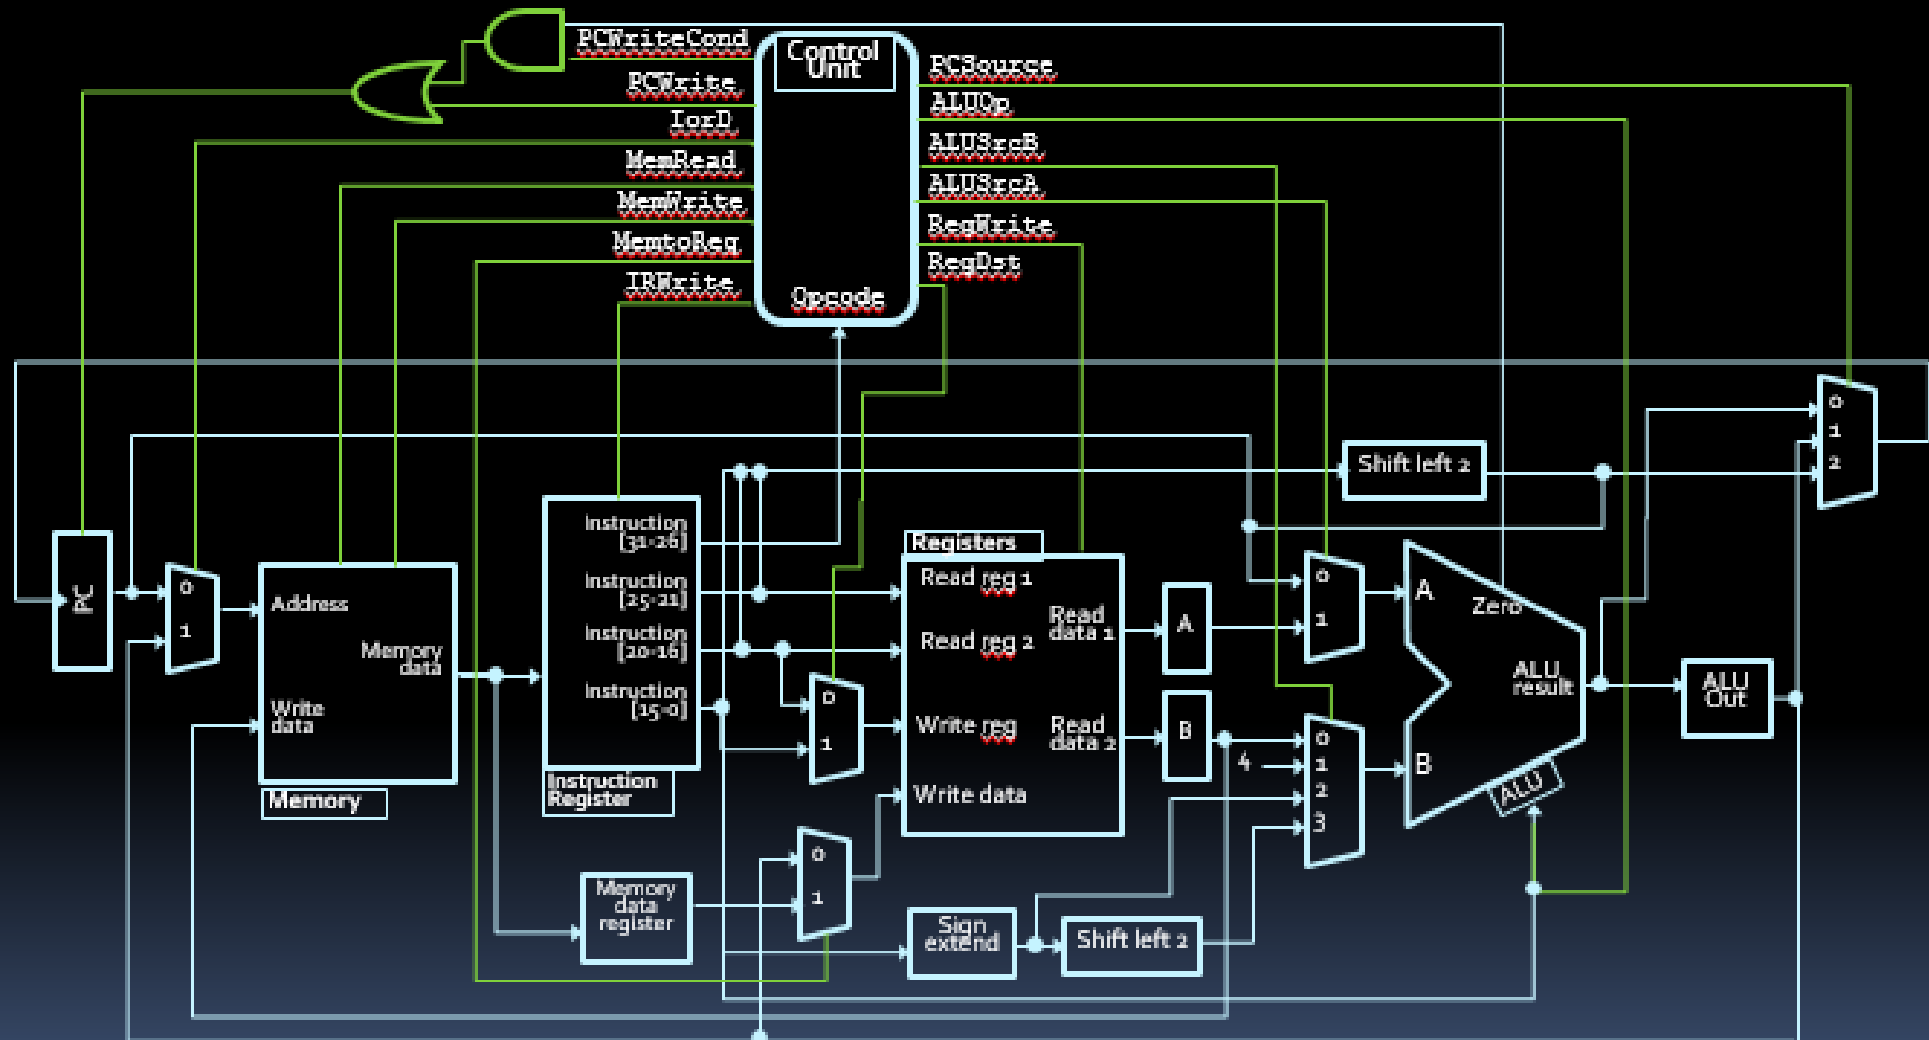 PCWriteCond
PCWrite
IorD
MemRead
MemWrite
MemtoReg
IRWrite
Control
Unit
Opcode
PCSource
ALUOp
ALUSrcB
ALUSrcA
RegWrite
RegDst
PC
0
1
Address
Memory
data
Write
data
Memory
Instruction
[31-26]
Instruction
[25-21]
Instruction
[20-16]
Instruction
[15-0]
Instruction
Register
0
1
Memory
data
register
0
1
Registers
Read reg 1
Read reg 2
Write reg
Write data
Read
data 1
Read
data 2
Sign
extend
Shift left 2
A
B
4
0
1
0
1
2
3
Shift left 2
A
B
Zero
ALU
result
ALU
ALU
Out
0
1
2